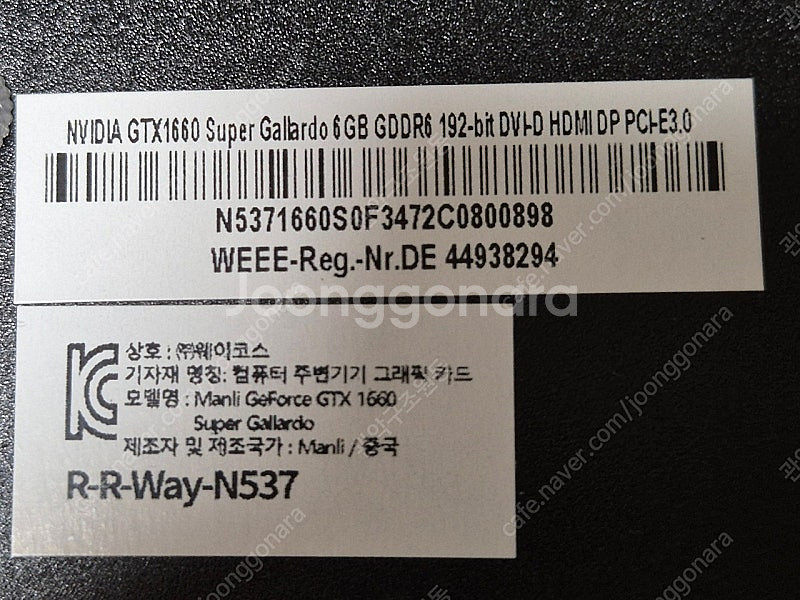 NVIDIA GTX1660 Super Gallardo 6GB GDDR6 192-bit DVI-D HDMI DP PCI-E3.0
N5371660S0F3472C0800898
WEEE-Reg.-Nr.DE 44938294
Joonggonara
상호 : ㈜웨이코스
기자재 명칭: 컴퓨터 주변기기 그래픽 카드
모델명 : Manli GeForce GTX 1660
Super Gallardo
제조자 및 제조국가 : Manli / 중국
R-R-Way-N537
cafe.naver.com/joonggonara